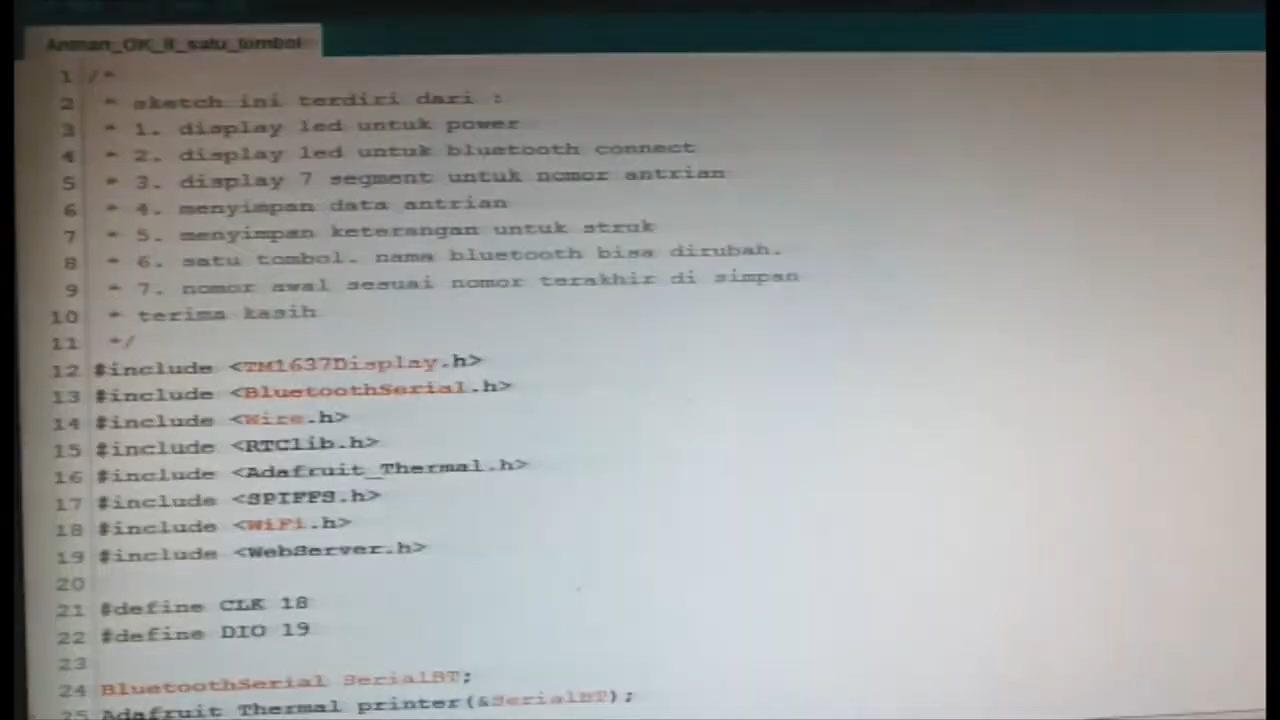 Anman_OK_8_satu_tombol
1 /*
2 * sketch ini terdiri dari :
3 * 1. display led untuk power
4 * 2. display led untuk bluetooth connect
5 * 3. display 7 segment untuk nomor antrian
6 * 4. menyimpan data antrian
7 * 5. menyimpan keterangan untuk struk
8 * 6. satu tombol. nama bluetooth bisa dirubah.
9 * 7. nomor awal sesuai nomor terakhir di simpan
10 * terima kasih
11 */
12 #include <TM1637Display.h>
13 #include <BluetoothSerial.h>
14 #include <Wire.h>
15 #include <RTClib.h>
16 #include <Adafruit_Thermal.h>
17 #include <SPIFFS.h>
18 #include <WiFi.h>
19 #include <WebServer.h>
20
21 #define CLK 18
22 #define DIO 19
23
24 BluetoothSerial SerialBT;
25 Adafruit_Thermal printer(&SerialBT);